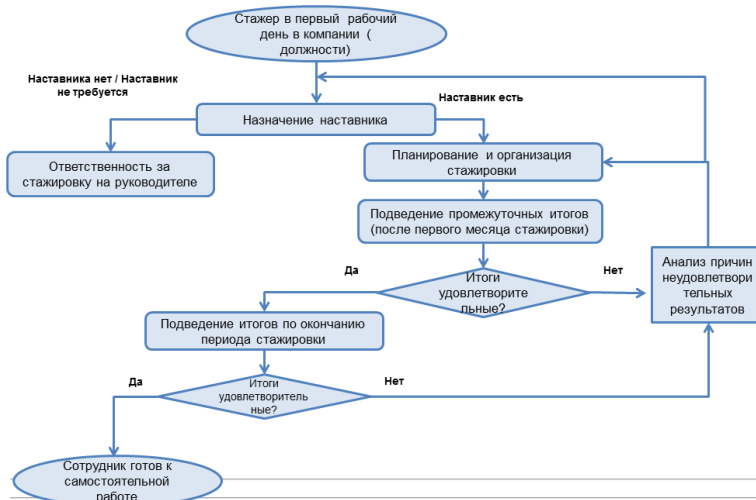 Стажер в первый рабочий
день в компании (
должности)
Наставника нет / Наставник
не требуется
Наставник есть
Назначение наставника
Ответственность за
стажировку на руководителе
Планирование и организация
стажировки
Подведение промежуточных итогов
(после первого месяца стажировки)
Да
Итоги
удовлетворите
льные?
Нет
Анализ причин
неудовлетвори
тельных
результатов
Подведение итогов по окончанию
периода стажировки
Да
Итоги
удовлетворитель
ные?
Нет
Сотрудник готов к
самостоятельной
работе